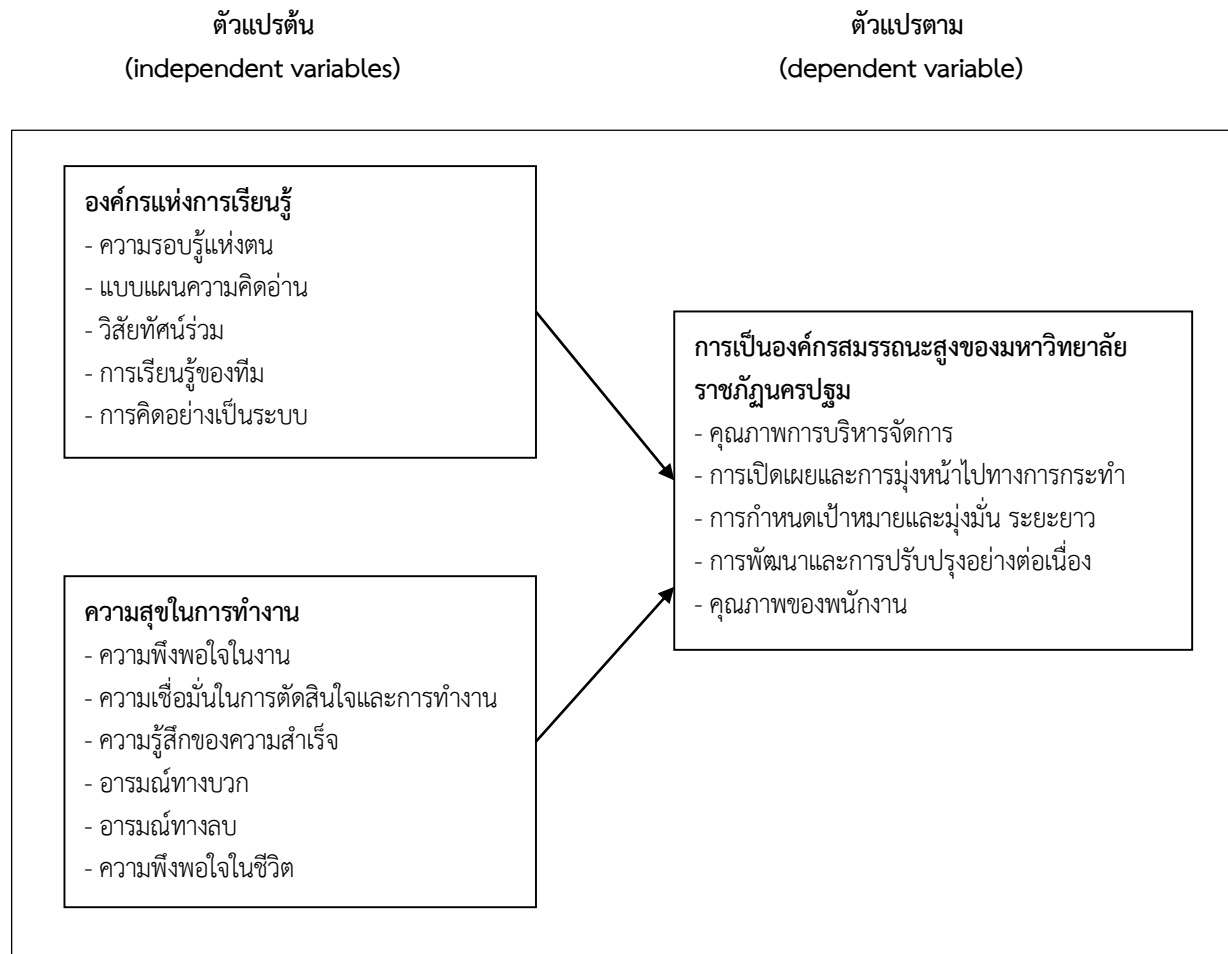 ตัวแปรต้น
(independent variables)
ตัวแปรตาม
(dependent variable)
องค์กรแห่งการเรียนรู้
- ความรอบรู้แห่งตน
- แบบแผนความคิดอ่าน
- วิสัยทัศน์ร่วม
- การเรียนรู้ของทีม
- การคิดอย่างเป็นระบบ
ความสุขในการทำงาน
- ความพึงพอใจในงาน
- ความเชื่อมั่นในการตัดสินใจและการทำงาน
- ความรู้สึกของความสำเร็จ
- อารมณ์ทางบวก
- อารมณ์ทางลบ
- ความพึงพอใจในชีวิต
การเป็นองค์กรสมรรถนะสูงของมหาวิทยาลัย
ราชภัฏนครปฐม
- คุณภาพการบริหารจัดการ
- การเปิดเผยและการมุ่งหน้าไปทางการกระทำ
- การกำหนดเป้าหมายและมุ่งมั่น ระยะยาว
- การพัฒนาและการปรับปรุงอย่างต่อเนื่อง
- คุณภาพของพนักงาน